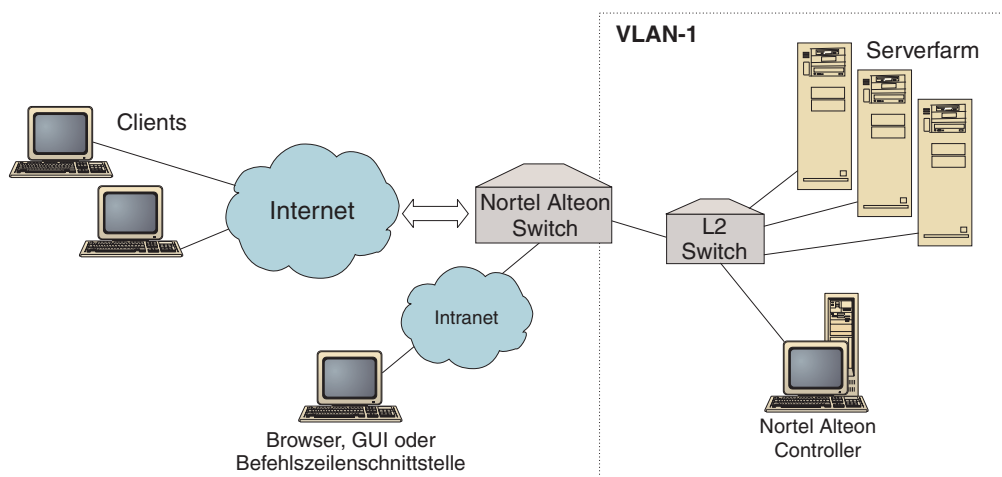 VLAN-1
Serverfarm
Clients
Internet
Nortel Alteon
Switch
L2
Switch
Intranet
Browser, GUI oder
Befehlszeilenschnittstelle
Nortel Alteon
Controller